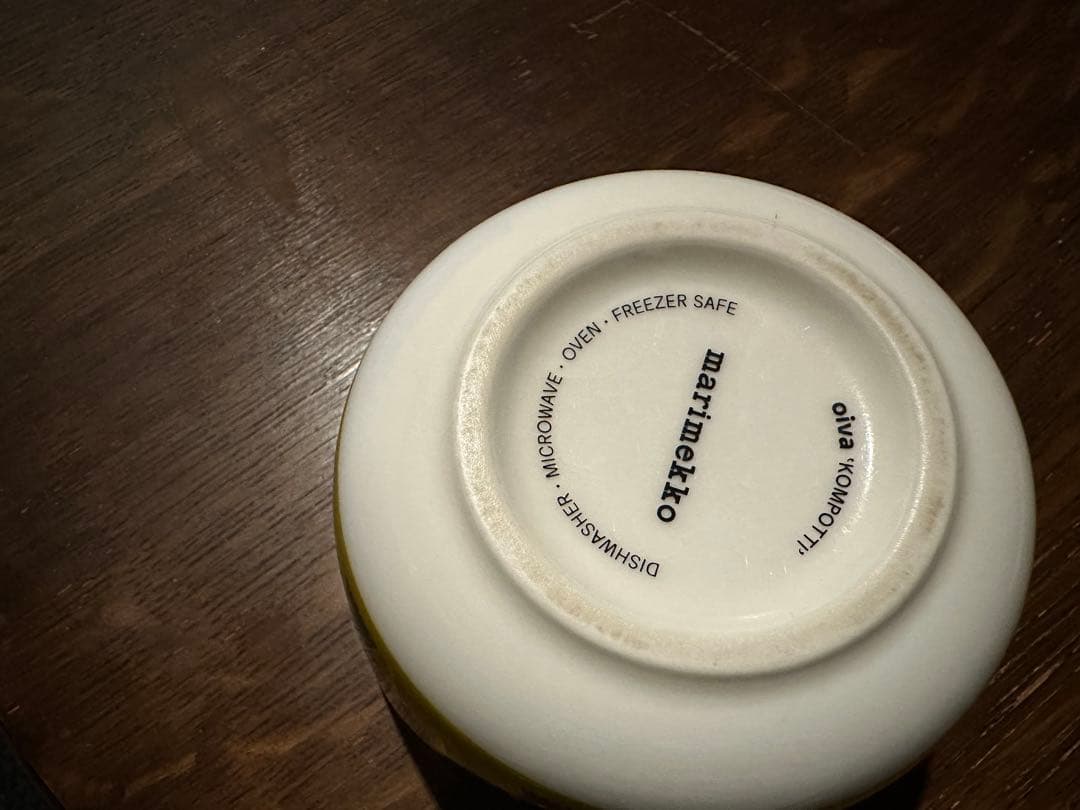 DISHWASHER · MICROWAVE · OVEN · FREEZER SAFE
marimekko
oiva 'KOMPOTTI'